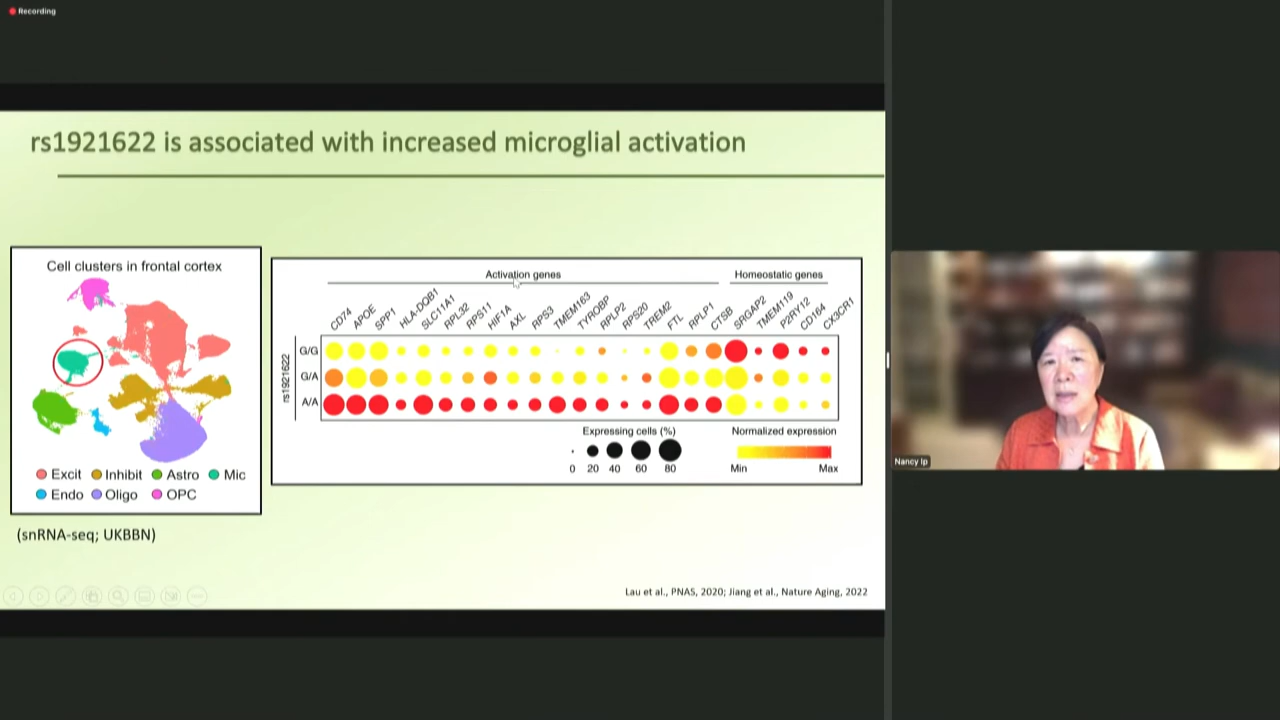 Recording
rs1921622 is associated with increased microglial activation
Cell clusters in frontal cortex
Excit Inhibit Astro Mic
Endo Oligo OPC
(snRNA-seq; UKBBN)
Activation genes Homeostatic genes
CD74 APOE SPP1 HLA-DQB1 SLC11A1 RPL32 RPS11 HIF1A AXL RPS3 TMEM163 TYROBP RPLP2 RPS20 TREM2 FTL RPLP1 CTSB SRGAP2 TMEM119 P2RY12 CD164 CX3CR1
rs1921622
G/G
G/A
A/A
Expressing cells (%) Normalized expression
0 20 40 60 80 Min Max
Lau et al., PNAS, 2020; Jiang et al., Nature Aging, 2022
Nancy Ip